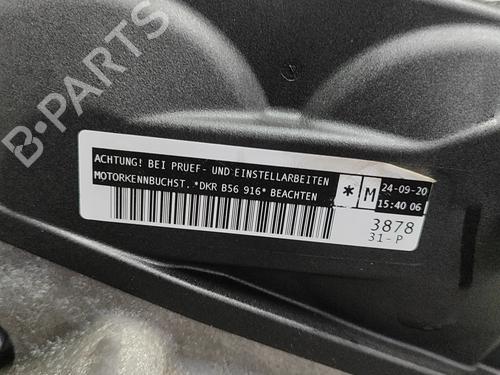 B-PARTS
ACHTUNG! BEI PRUEF- UND EINSTELLARBEITEN
MOTORKENNBUCHST. *DKR B56 916* BEACHTEN
* M
24-09-20
15:40 06
3878
31-P